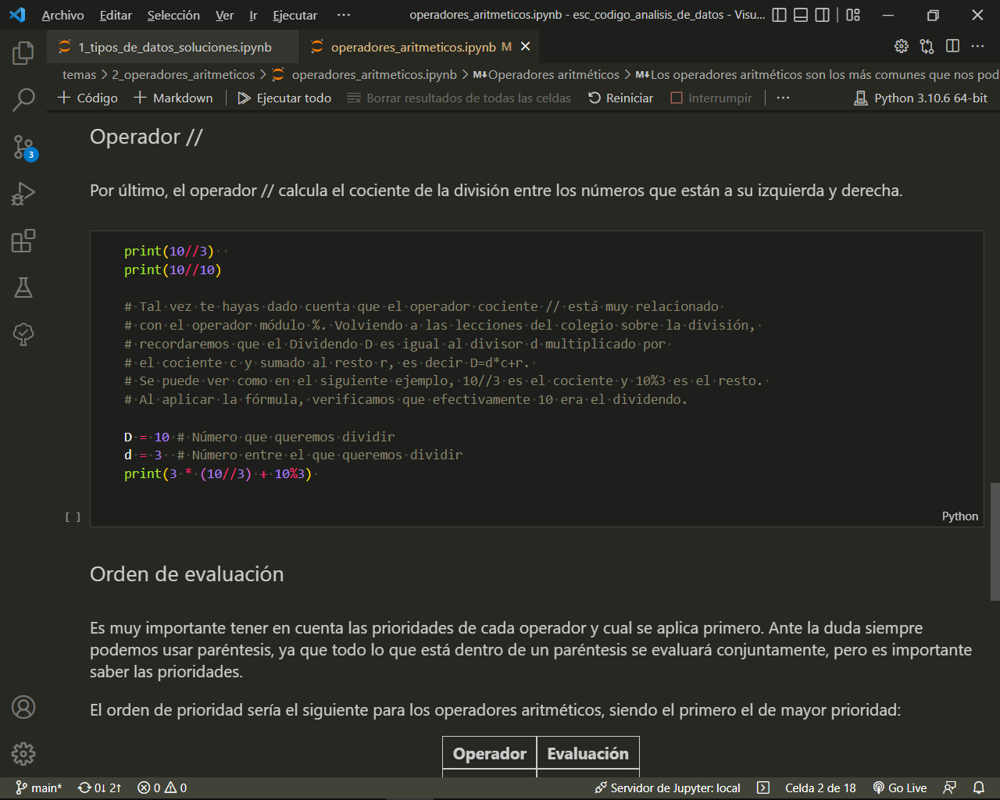 Archivo Editar Selección Ver Ir Ejecutar ··· operadores_aritmeticos.ipynb - esc_codigo_analisis_de_datos - Visu...
1_tipos_de_datos_soluciones.ipynb operadores_aritmeticos.ipynb M
temas > 2_operadores_aritmeticos > operadores_aritmeticos.ipynb > M↓Operadores aritméticos > M↓Los operadores aritméticos son los más comunes que nos pod
+ Código + Markdown Ejecutar todo Borrar resultados de todas las celdas Reiniciar Interrumpir ··· Python 3.10.6 64-bit
3
Operador //
Por último, el operador // calcula el cociente de la división entre los números que están a su izquierda y derecha.
print(10//3)
print(10//10)
# Tal vez te hayas dado cuenta que el operador cociente // está muy relacionado
# con el operador módulo %. Volviendo a las lecciones del colegio sobre la división,
# recordaremos que el Dividendo D es igual al divisor d multiplicado por
# el cociente c y sumado al resto r, es decir D=d*c+r.
# Se puede ver como en el siguiente ejemplo, 10//3 es el cociente y 10%3 es el resto.
# Al aplicar la fórmula, verificamos que efectivamente 10 era el dividendo.
D = 10 # Número que queremos dividir
d = 3  # Número entre el que queremos dividir
print(3 * (10//3) + 10%3)
[ ]
Python
Orden de evaluación
Es muy importante tener en cuenta las prioridades de cada operador y cual se aplica primero. Ante la duda siempre
podemos usar paréntesis, ya que todo lo que está dentro de un paréntesis se evaluará conjuntamente, pero es importante
saber las prioridades.
El orden de prioridad sería el siguiente para los operadores aritméticos, siendo el primero el de mayor prioridad:
Operador Evaluación
main* 0↓ 2↑ 0 0 Servidor de Jupyter: local Celda 2 de 18 Go Live